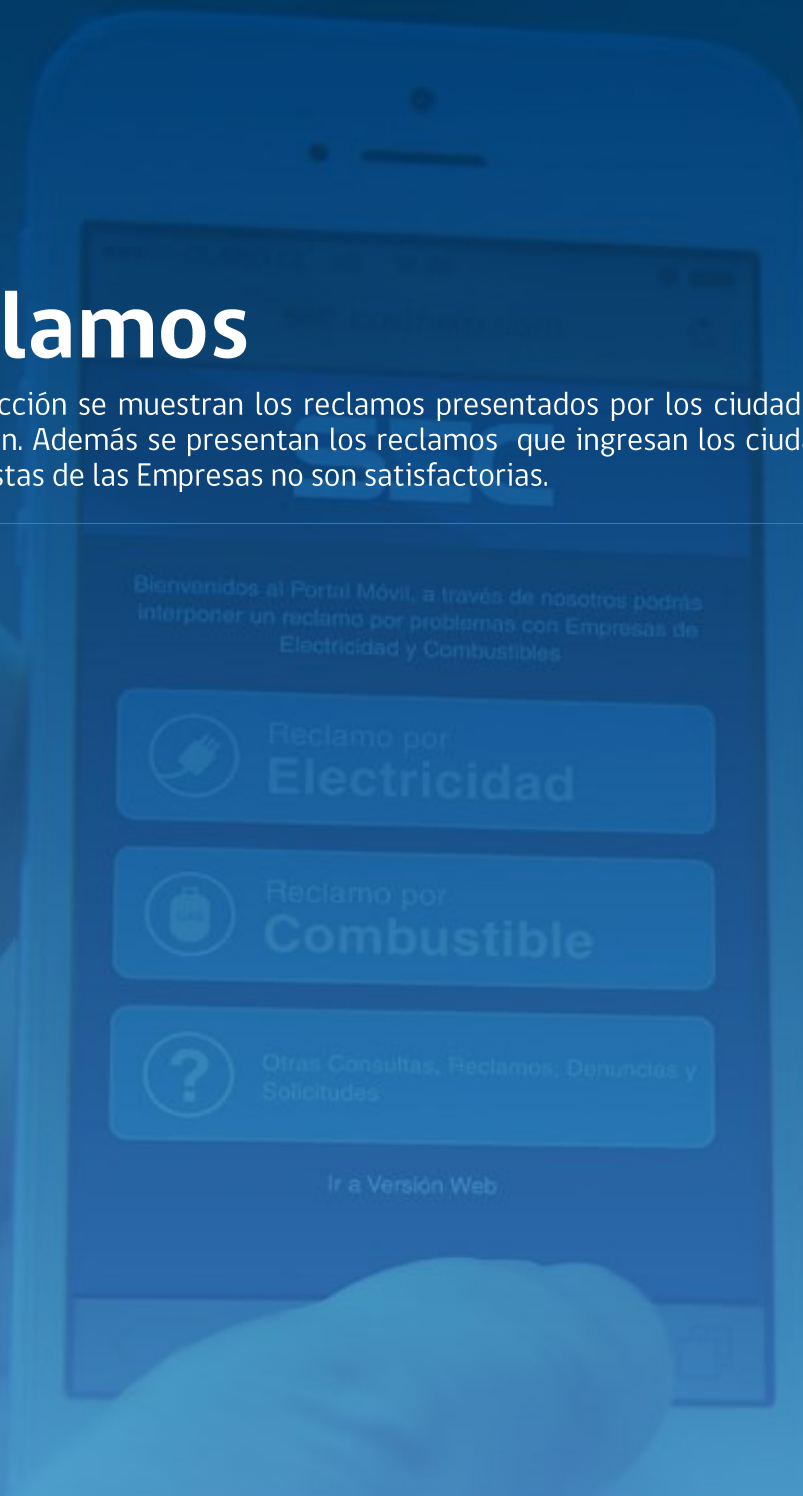 lamos
cción se muestran los reclamos presentados por los ciudad
n. Además se presentan los reclamos que ingresan los ciud
stas de las Empresas no son satisfactorias.
SEC
Bienvenidos al Portal Móvil, a través de nosotros podrás
interponer un reclamo por problemas con Empresas de
Electricidad y Combustibles
Reclamo por
Electricidad
Reclamo por
Combustible
Otras Consultas, Reclamos, Denuncias y
Solicitudes
Ir a Versión Web